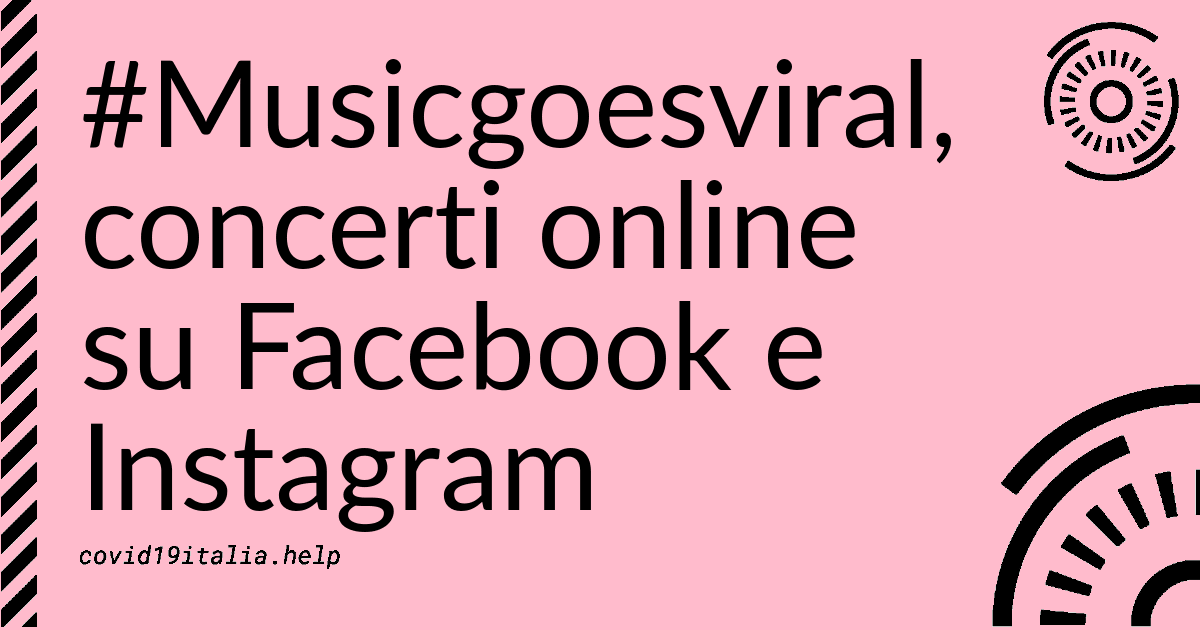 #Musicgoesviral,
concerti online
su Facebook e
Instagram
covid19italia.help